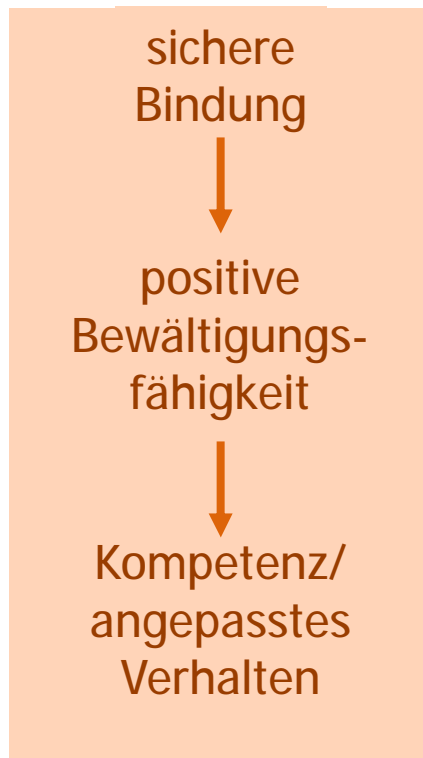 sichere
Bindung
positive
Bewältigungs-
fähigkeit
Kompetenz/
angepasstes
Verhalten